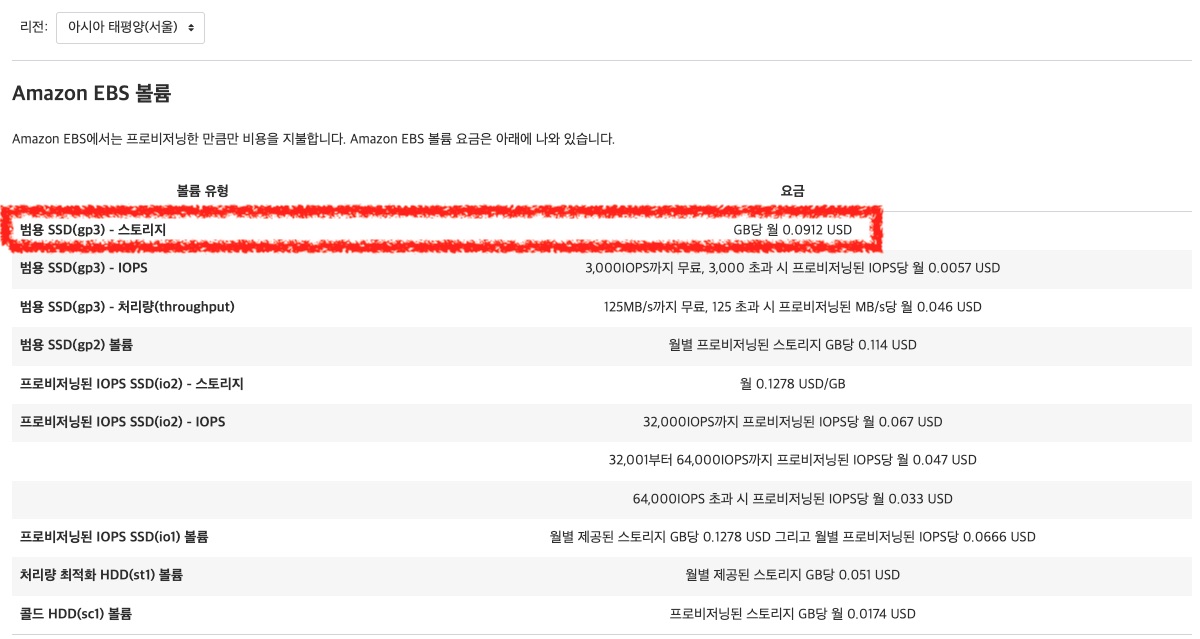 리전: 아시아 태평양(서울)
Amazon EBS 볼륨
Amazon EBS에서는 프로비저닝한 만큼만 비용을 지불합니다. Amazon EBS 볼륨 요금은 아래에 나와 있습니다.
볼륨 유형 요금
범용 SSD(gp3) - 스토리지 GB당 월 0.0912 USD
범용 SSD(gp3) - IOPS 3,000IOPS까지 무료, 3,000 초과 시 프로비저닝된 IOPS당 월 0.0057 USD
범용 SSD(gp3) - 처리량(throughput) 125MB/s까지 무료, 125 초과 시 프로비저닝된 MB/s당 월 0.046 USD
범용 SSD(gp2) 볼륨 월별 프로비저닝된 스토리지 GB당 0.114 USD
프로비저닝된 IOPS SSD(io2) - 스토리지 월 0.1278 USD/GB
프로비저닝된 IOPS SSD(io2) - IOPS 32,000IOPS까지 프로비저닝된 IOPS당 월 0.067 USD
32,001부터 64,000IOPS까지 프로비저닝된 IOPS당 월 0.047 USD
64,000IOPS 초과 시 프로비저닝된 IOPS당 월 0.033 USD
프로비저닝된 IOPS SSD(io1) 볼륨 월별 제공된 스토리지 GB당 0.1278 USD 그리고 월별 프로비저닝된 IOPS당 0.0666 USD
처리량 최적화 HDD(st1) 볼륨 월별 제공된 스토리지 GB당 0.051 USD
콜드 HDD(sc1) 볼륨 프로비저닝된 스토리지 GB당 월 0.0174 USD